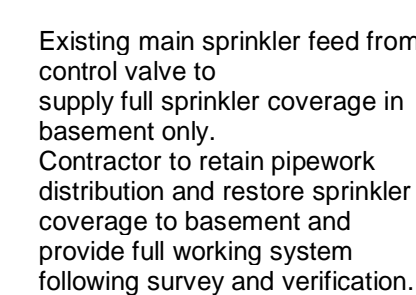 Existing main sprinkler feed from
control valve to
supply full sprinkler coverage in
basement only.
Contractor to retain pipework
distribution and restore sprinkler
coverage to basement and
provide full working system
following survey and verification.